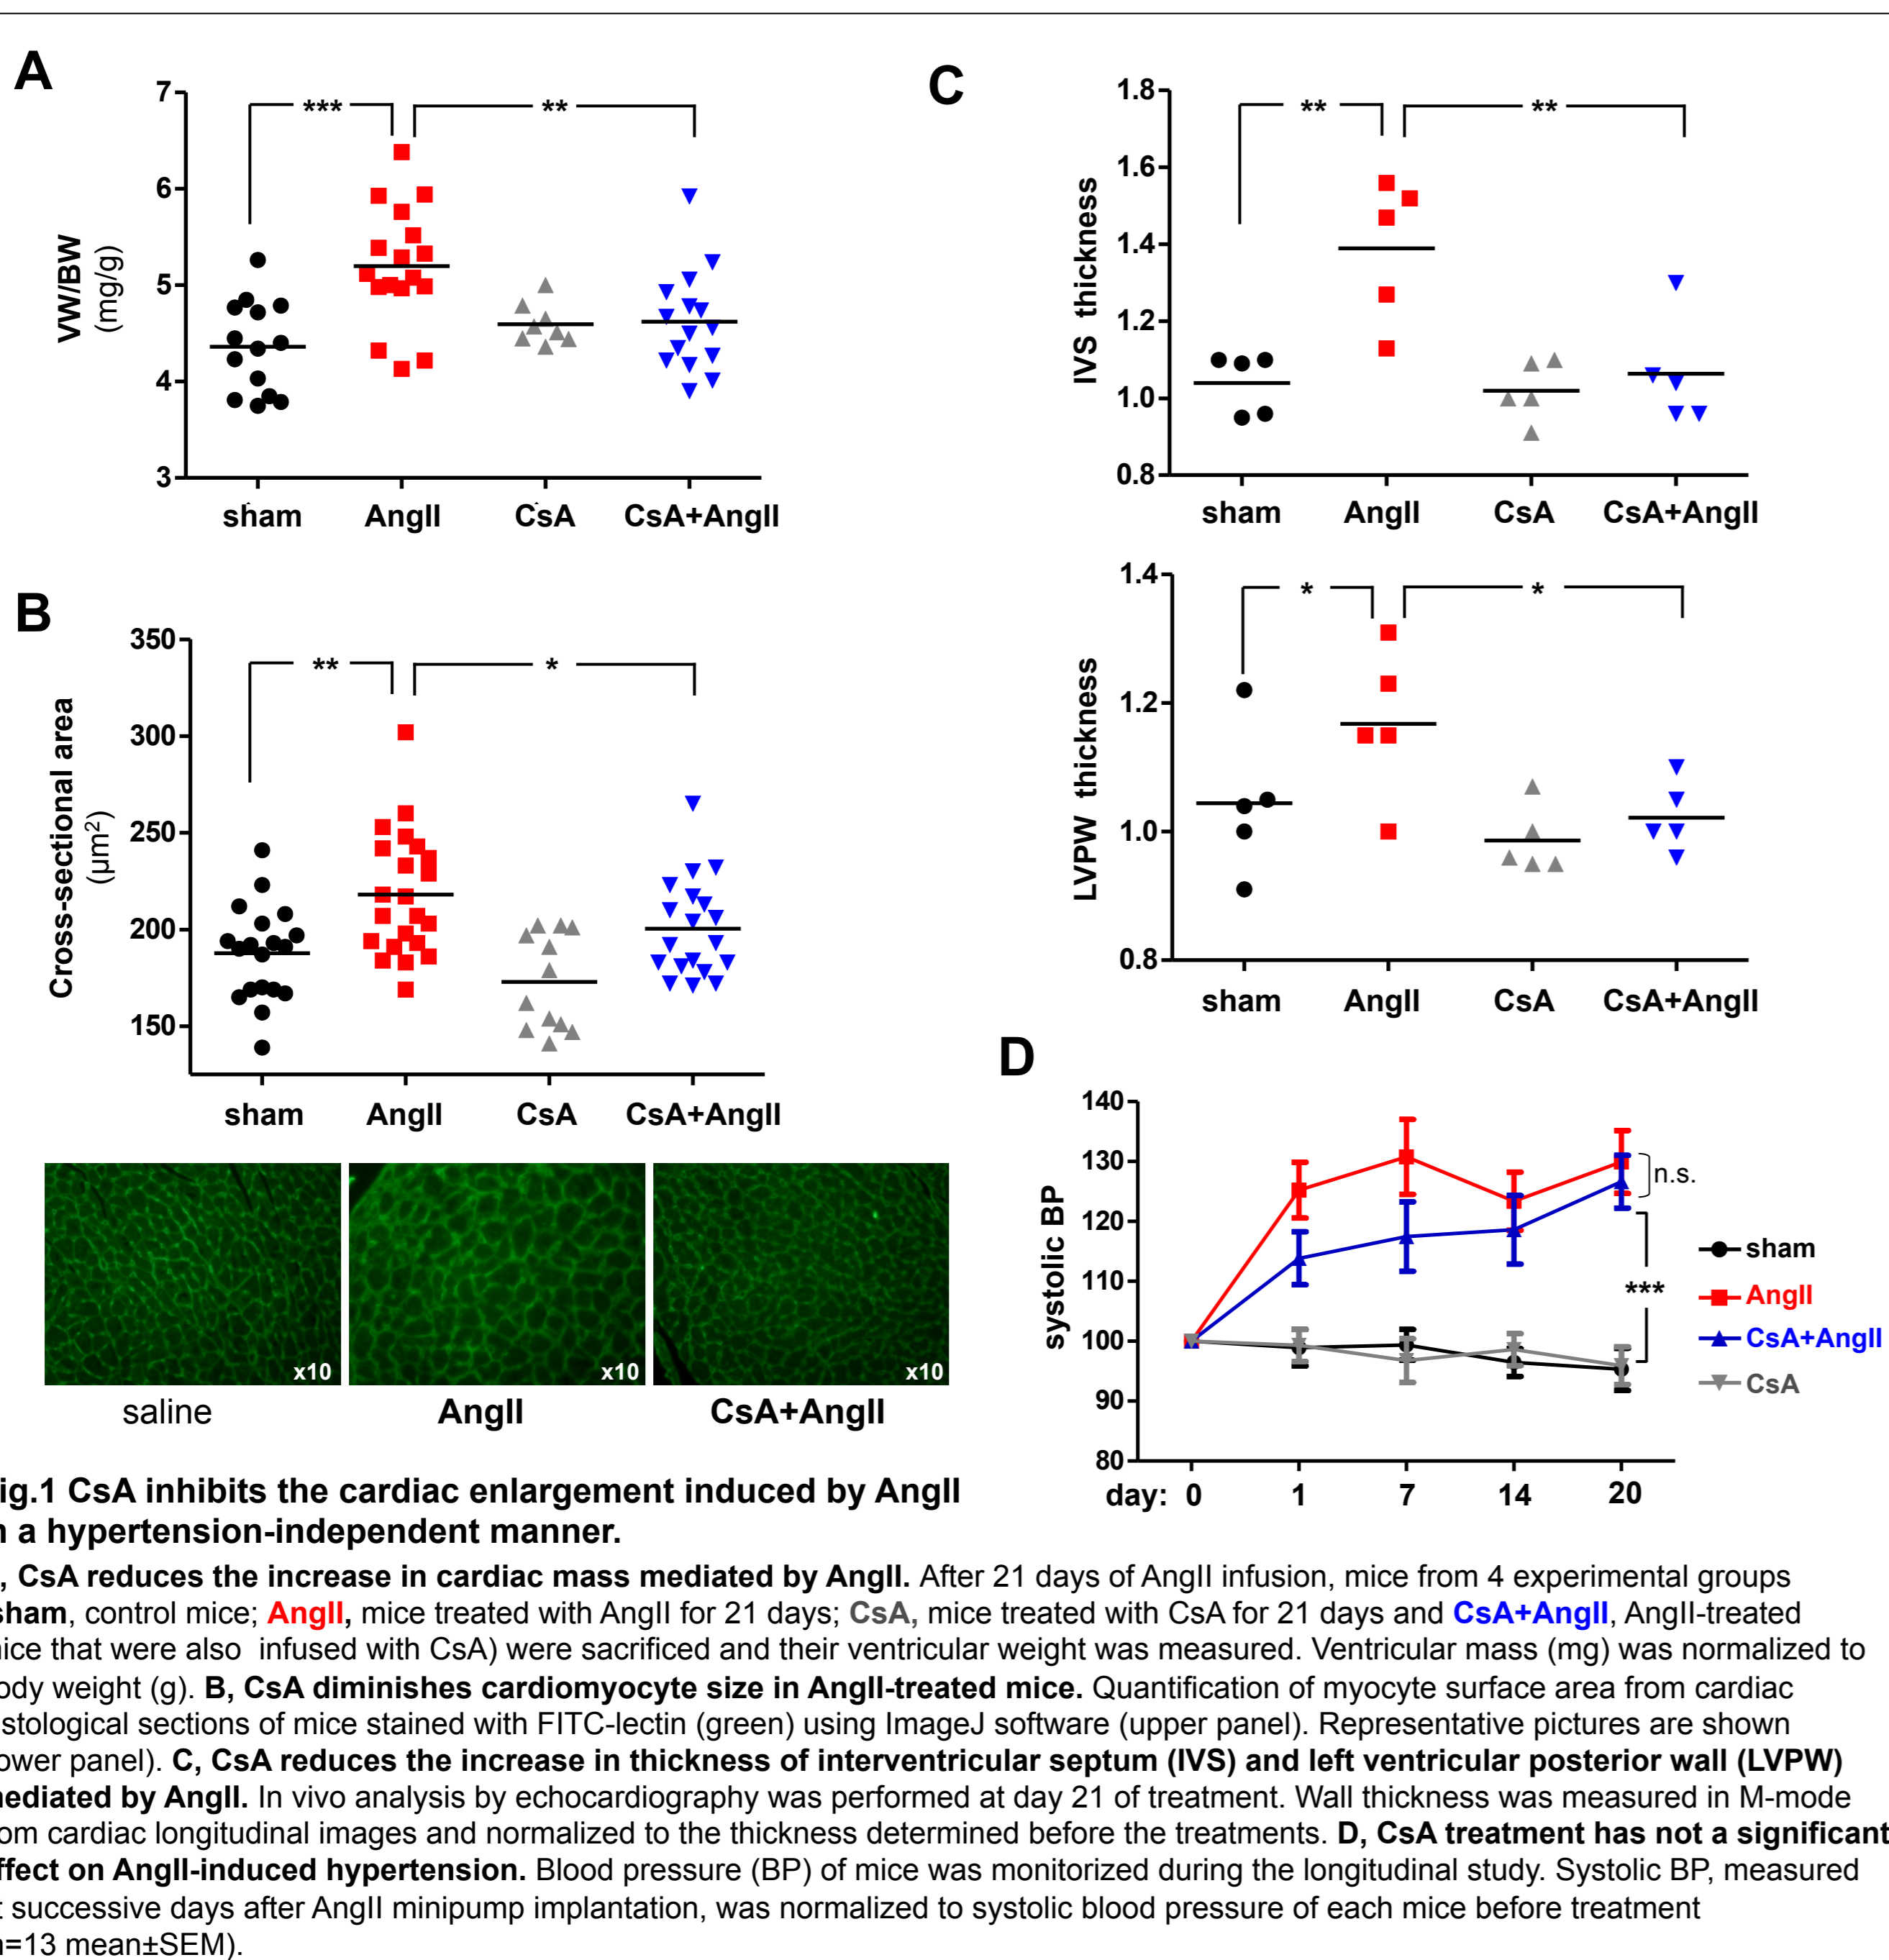 A
7
6
5
4
3
VW/BW
(mg/g)
***
**
sham
AngII
CsA
CsA+AngII
B
350
300
250
200
150
Cross-sectional area
(µm²)
**
*
sham
AngII
CsA
CsA+AngII
x10
x10
x10
saline
AngII
CsA+AngII
C
1.8
1.6
1.4
1.2
1.0
0.8
IVS thickness
**
**
sham
AngII
CsA
CsA+AngII
1.4
1.2
1.0
0.8
LVPW thickness
*
*
sham
AngII
CsA
CsA+AngII
D
140
130
120
110
100
90
80
systolic BP
n.s.
***
sham
AngII
CsA+AngII
CsA
day: 0 1 7 14 20
ig.1 CsA inhibits the cardiac enlargement induced by AngII
a hypertension-independent manner.
, CsA reduces the increase in cardiac mass mediated by AngII. After 21 days of AngII infusion, mice from 4 experimental groups
sham, control mice; AngII, mice treated with AngII for 21 days; CsA, mice treated with CsA for 21 days and CsA+AngII, AngII-treated
ice that were also infused with CsA) were sacrificed and their ventricular weight was measured. Ventricular mass (mg) was normalized to
ody weight (g). B, CsA diminishes cardiomyocyte size in AngII-treated mice. Quantification of myocyte surface area from cardiac
istological sections of mice stained with FITC-lectin (green) using ImageJ software (upper panel). Representative pictures are shown
ower panel). C, CsA reduces the increase in thickness of interventricular septum (IVS) and left ventricular posterior wall (LVPW)
ediated by AngII. In vivo analysis by echocardiography was performed at day 21 of treatment. Wall thickness was measured in M-mode
om cardiac longitudinal images and normalized to the thickness determined before the treatments. D, CsA treatment has not a significant
ffect on AngII-induced hypertension. Blood pressure (BP) of mice was monitorized during the longitudinal study. Systolic BP, measured
t successive days after AngII minipump implantation, was normalized to systolic blood pressure of each mice before treatment
n=13 mean±SEM).